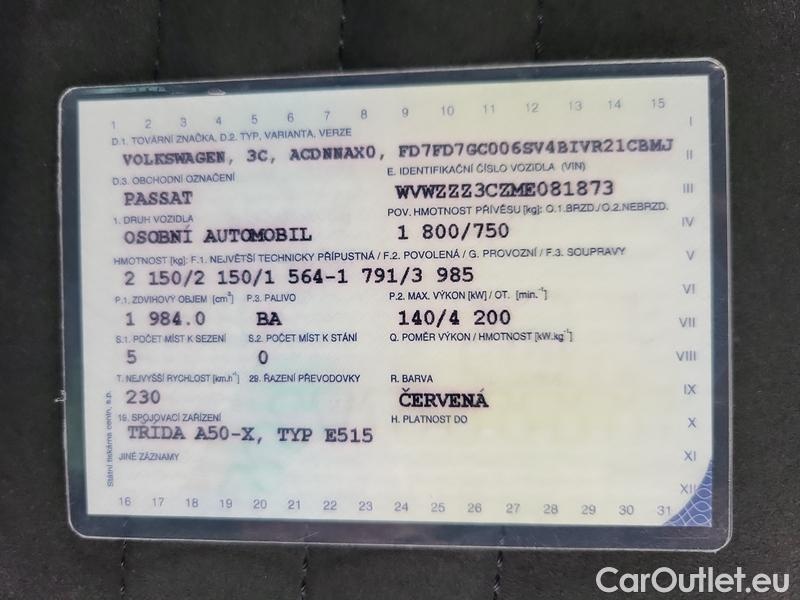 1 2 3 4 5 6 7 8 9 10 11 12 13 14 15
I
D.1. TOVÁRNÍ ZNAČKA, D.2. TYP, VARIANTA, VERZE
VOLKSWAGEN, 3C, ACDNNAX0, FD7FD7GC006SV4BIVR21CBMJ
II
D.3. OBCHODNÍ OZNAČENÍ E. IDENTIFIKAČNÍ ČÍSLO VOZIDLA (VIN)
PASSAT WVWZZZ3CZME081873
III
1. DRUH VOZIDLA POV. HMOTNOST PŘÍVĚSU [kg]: O.1.BRZD./O.2.NEBRZD.
OSOBNÍ AUTOMOBIL 1 800/750
IV
HMOTNOST [kg]: F.1. NEJVĚTŠÍ TECHNICKY PŘÍPUSTNÁ / F.2. POVOLENÁ / G. PROVOZNÍ / F.3. SOUPRAVY
V
2 150/2 150/1 564-1 791/3 985
VI
P.1. ZDVIHOVÝ OBJEM [cm³] P.3. PALIVO P.2. MAX. VÝKON [kW] / OT. [min.⁻¹]
1 984.0 BA 140/4 200
VII
S.1. POČET MÍST K SEZENÍ S.2. POČET MÍST K STÁNÍ Q. POMĚR VÝKON / HMOTNOST [kW.kg⁻¹]
5 0
VIII
T. NEJVYŠŠÍ RYCHLOST [km.h⁻¹] 29. ŘAZENÍ PŘEVODOVKY R. BARVA
230 ČERVENÁ
IX
19. SPOJOVACÍ ZAŘÍZENÍ H. PLATNOST DO
X
TŘÍDA A50-X, TYP E515
JINÉ ZÁZNAMY
XI
XII
Státní tiskárna cenin, s.p.
16 17 18 19 20 21 22 23 24 25 26 27 28 29 30 31
CarOutlet.eu